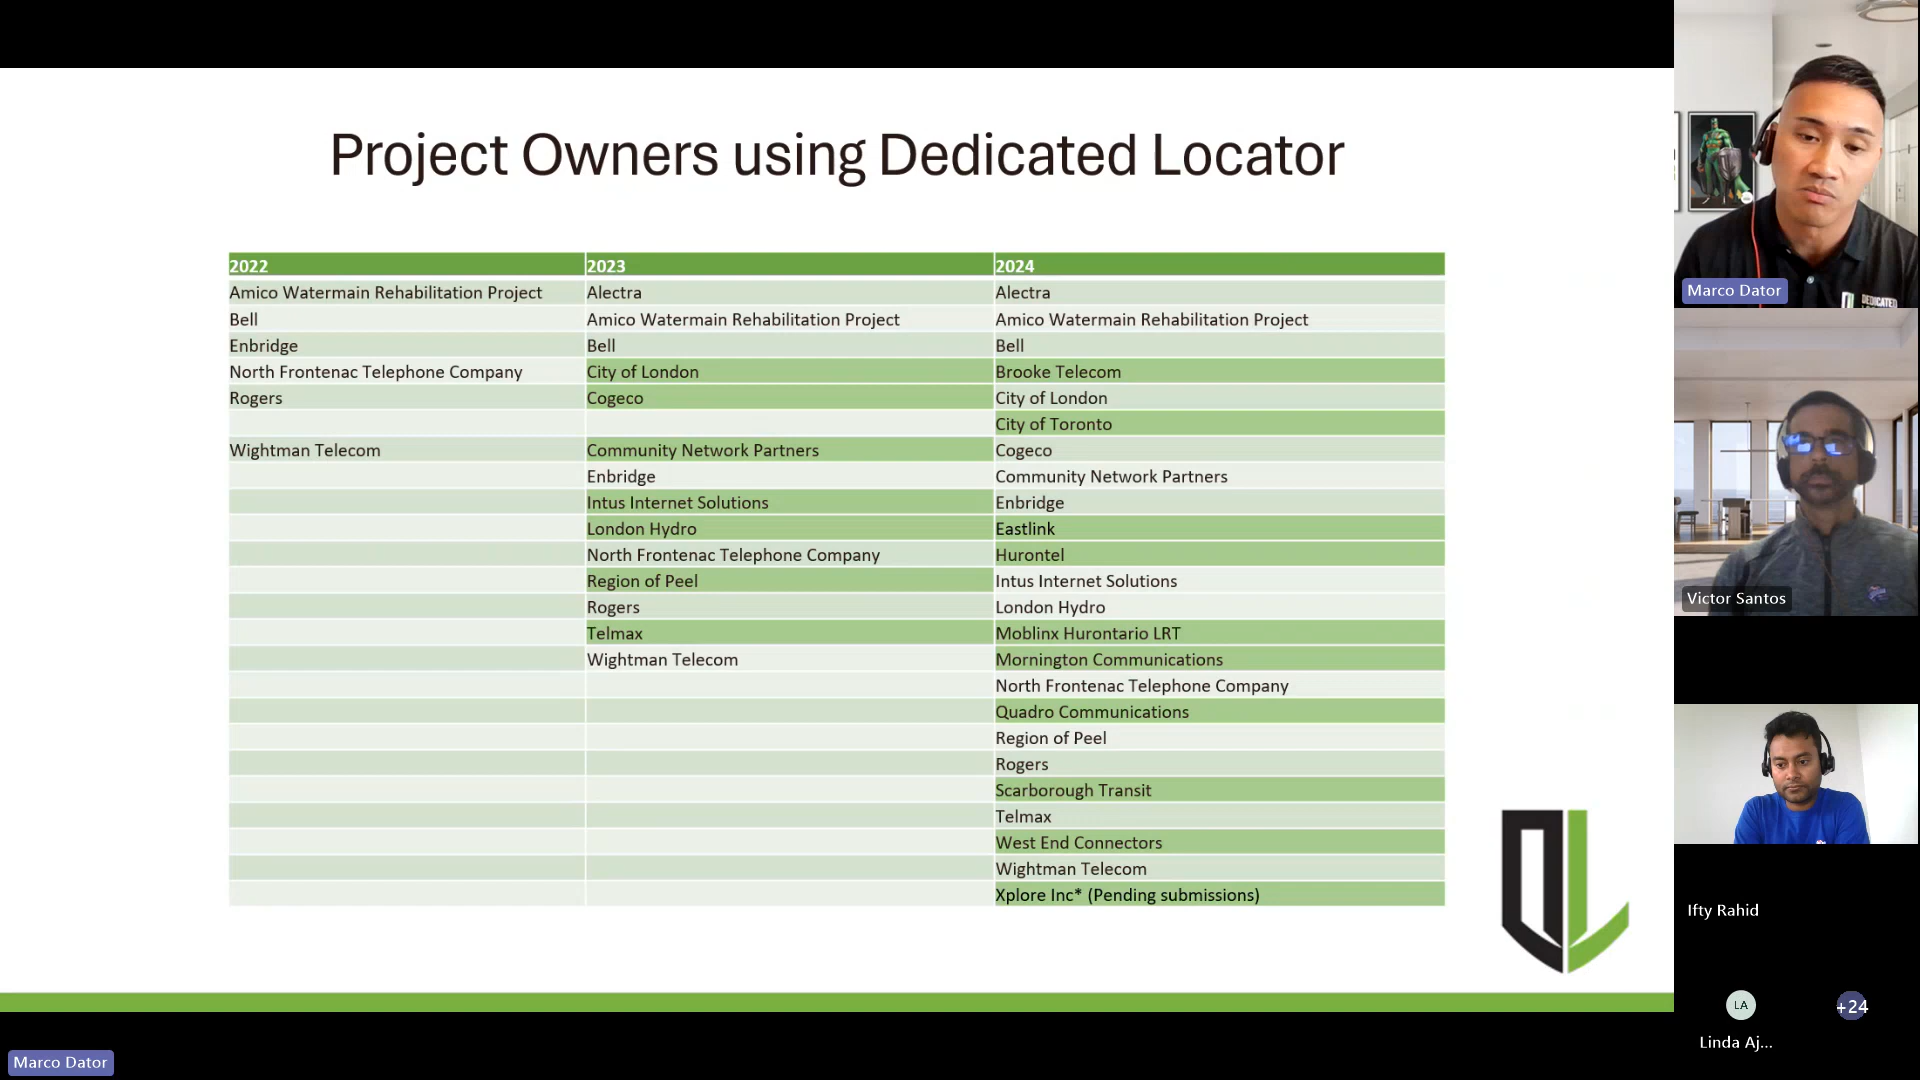 Project Owners using Dedicated Locator
2022 2023 2024
Amico Watermain Rehabilitation Project Alectra Alectra
Bell Amico Watermain Rehabilitation Project Amico Watermain Rehabilitation Project
Enbridge Bell Bell
North Frontenac Telephone Company City of London Brooke Telecom
Rogers Cogeco City of London
City of Toronto
Wightman Telecom Community Network Partners Cogeco
Enbridge Community Network Partners
Intus Internet Solutions Enbridge
London Hydro Eastlink
North Frontenac Telephone Company Hurontel
Region of Peel Intus Internet Solutions
Rogers London Hydro
Telmax Moblinx Hurontario LRT
Wightman Telecom Mornington Communications
North Frontenac Telephone Company
Quadro Communications
Region of Peel
Rogers
Scarborough Transit
Telmax
West End Connectors
Wightman Telecom
Xplore Inc* (Pending submissions)
DL
Marco Dator
DEDICATED
Marco Dator
Victor Santos
Ifty Rahid
LA
+24
Linda Aj...